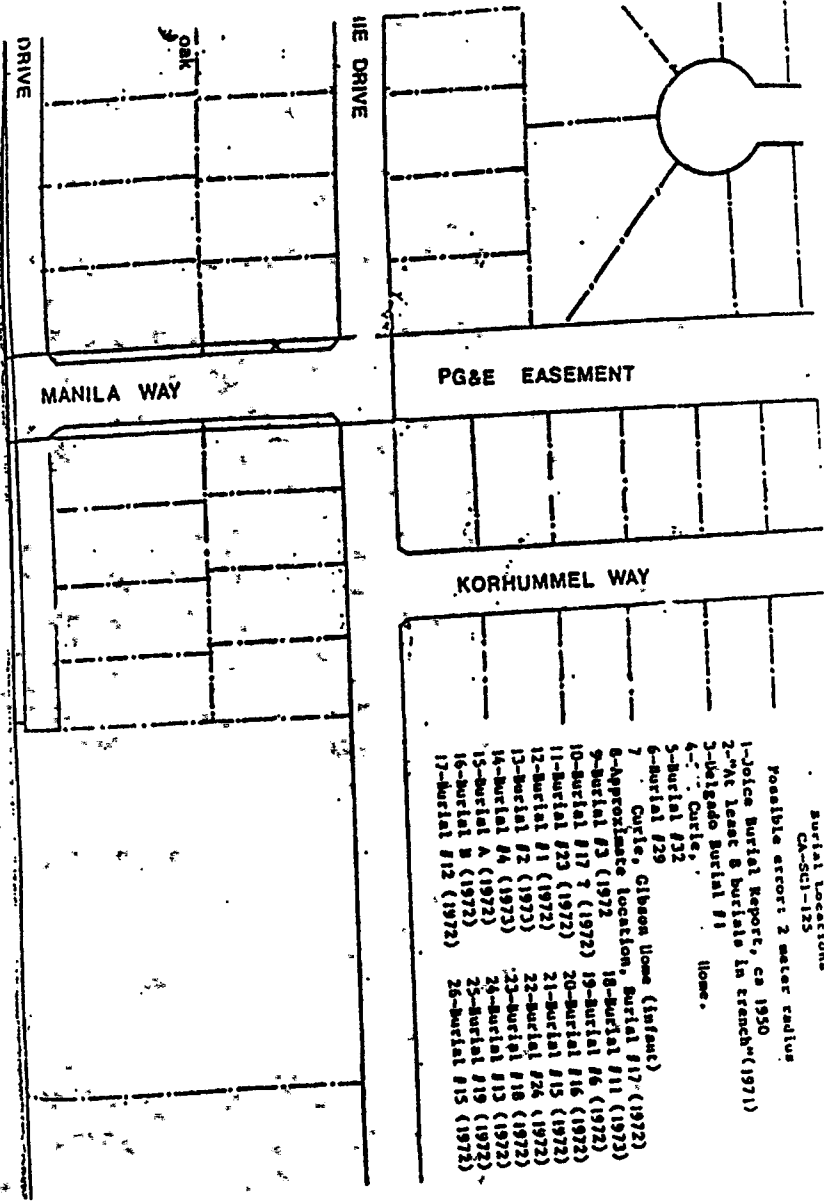 DRIVE
oak
IE DRIVE
MANILA WAY
PG&E EASEMENT
KORHUMMEL WAY
Burial Locations
CA-SCl-125
Possible error: 2 meter radius
1-Joice Burial Report, ca 1950
2-"At least 8 burials in trench"(1971)
3-Delgado Burial #1
4- Curle, Home.
5-Burial #32
6-Burial #29
7 Curle, Gibson Home (infant)
8-Approximate location, Burial #17 (1972)
9-Burial #3 (1972
10-Burial #17 ? (1972)
11-Burial #23 (1972)
12-Burial #1 (1972)
13-Burial #2 (1973)
14-Burial #4 (1973)
15-Burial A (1972)
16-Burial B (1972)
17-Burial #12 (1972)
18-Burial #11 (1973)
19-Burial #6 (1972)
20-Burial #16 (1972)
21-Burial #15 (1972)
22-Burial #24 (1972)
23-Burial #18 (1972)
24-Burial #13 (1972)
25-Burial #19 (1972)
26-Burial #15 (1972)